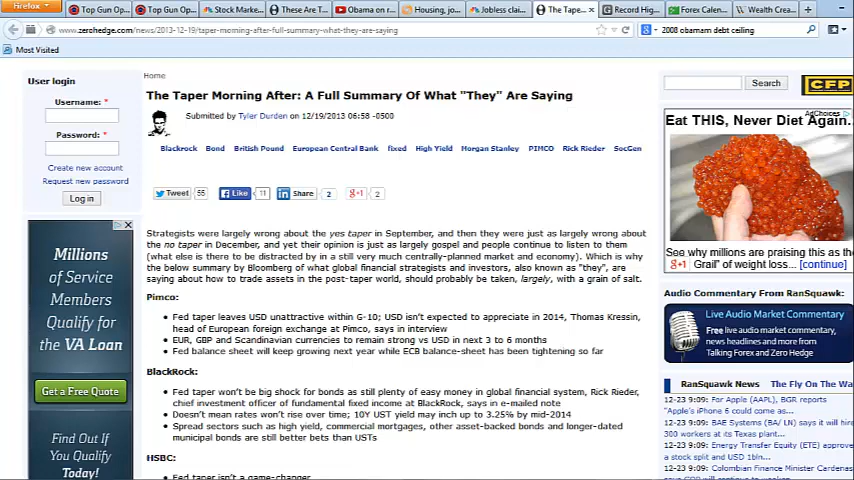 Firefox
Top Gun Op...
Top Gun Op...
Stock Marke...
These Are T...
Obama on r...
Housing, jo...
Jobless clai...
The Tape...
Record Hig...
Forex Calen...
Wealth Crea...
www.zerohedge.com/news/2013-12-19/taper-morning-after-full-summary-what-they-are-saying
2008 obamam debt ceiling
Most Visited
User login
Username: *
Password: *
Create new account
Request new password
Log in
Millions
of Service
Members
Qualify for
the VA Loan
Get a Free Quote
Find Out If
You Qualify
Today!
Home
The Taper Morning After: A Full Summary Of What "They" Are Saying
Submitted by Tyler Durden on 12/19/2013 06:58 -0500
Blackrock Bond British Pound European Central Bank fixed High Yield Morgan Stanley PIMCO Rick Rieder SocGen
Tweet 55 Like 11 Share 2 g+1 2
Strategists were largely wrong about the yes taper in September, and then they were just as largely wrong about
the no taper in December, and yet their opinion is just as largely gospel and people continue to listen to them
(what else is there to be distracted by in a still very much centrally-planned market and economy). Which is why
the below summary by Bloomberg of what global financial strategists and investors, also known as "they", are
saying about how to trade assets in the post-taper world, should probably be taken, largely, with a grain of salt.
Pimco:
Fed taper leaves USD unattractive within G-10; USD isn't expected to appreciate in 2014, Thomas Kressin,
head of European foreign exchange at Pimco, says in interview
EUR, GBP and Scandinavian currencies to remain strong vs USD in next 3 to 6 months
Fed balance sheet will keep growing next year while ECB balance-sheet has been tightening so far
BlackRock:
Fed taper won't be big shock for bonds as still plenty of easy money in global financial system, Rick Rieder,
chief investment officer of fundamental fixed income at BlackRock, says in e-mailed note
Doesn't mean rates won't rise over time; 10Y UST yield may inch up to 3.25% by mid-2014
Spread sectors such as high yield, commercial mortgages, other asset-backed bonds and longer-dated
municipal bonds are still better bets than USTs
HSBC:
Fed taper isn't a game-changer
Search
CFP
AdChoices
Eat THIS, Never Diet Again.
See why millions are praising this as the
g+1 Grail" of weight loss... [continue]
Audio Commentary From RanSquawk:
Live Audio Market Commentary
Free live audio market commentary,
news headlines and more from
Talking Forex and Zero Hedge
RanSquawk News The Fly On The Wa
12-23 9:09: For Apple (AAPL), BGR reports
"Apple's iPhone 6 could come as...
12-23 9:09: BAE Systems (BA/ LN) says it will hire
300 workers at its Texas plant...
12-23 9:09: Energy Transfer Equity (ETE) approve
a stock split and USD 1bln...
12-23 9:09: Colombian Finance Minister Cardenas